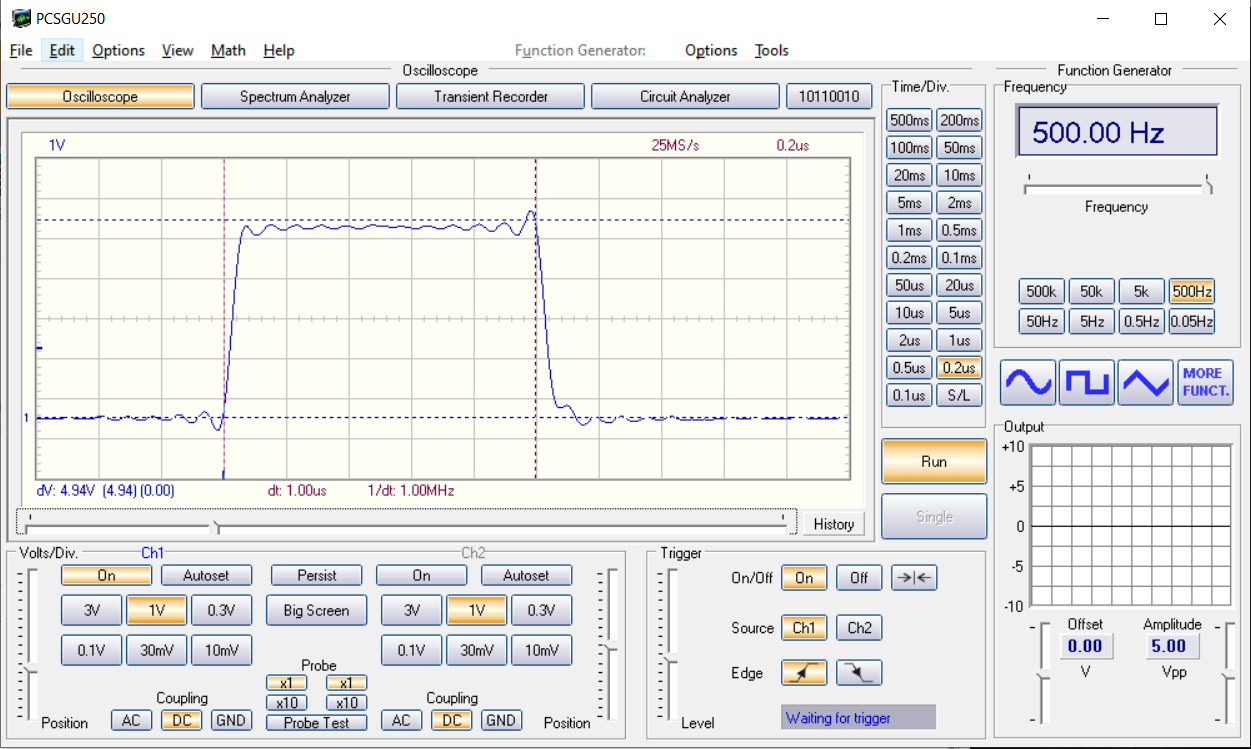 PCSGU250
File Edit Options View Math Help Function Generator: Options Tools
Oscilloscope
Oscilloscope Spectrum Analyzer Transient Recorder Circuit Analyzer 10110010
1V 25MS/s 0.2us
1
dV: 4.94V (4.94) (0.00) dt: 1.00us 1/dt: 1.00MHz
History
Time/Div.
500ms 200ms
100ms 50ms
20ms 10ms
5ms 2ms
1ms 0.5ms
0.2ms 0.1ms
50us 20us
10us 5us
2us 1us
0.5us 0.2us
0.1us S/L
Run
Single
Function Generator
Frequency
500.00 Hz
Frequency
500k 50k 5k 500Hz
50Hz 5Hz 0.5Hz 0.05Hz
MORE
FUNCT.
Output
+10
+5
0
-5
-10
Offset Amplitude
0.00 5.00
V Vpp
Volts/Div. Ch1 Ch2
On Autoset Persist On Autoset
3V 1V 0.3V Big Screen 3V 1V 0.3V
0.1V 30mV 10mV 0.1V 30mV 10mV
Probe
x1 x1
x10 x10
Probe Test
Coupling Coupling
Position AC DC GND AC DC GND Position
Trigger
On/Off On Off
Source Ch1 Ch2
Edge
Level Waiting for trigger